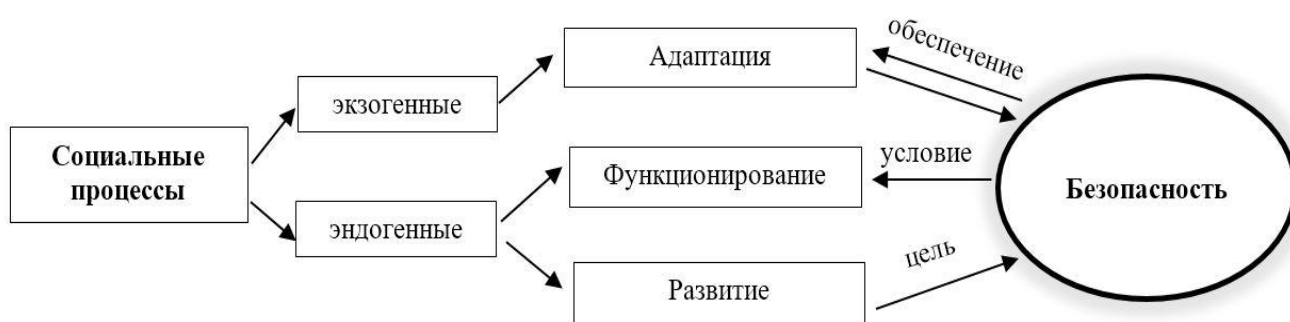 Социальные
процессы
экзогенные
эндогенные
Адаптация
Функционирование
Развитие
обеспечение
условие
цель
Безопасность